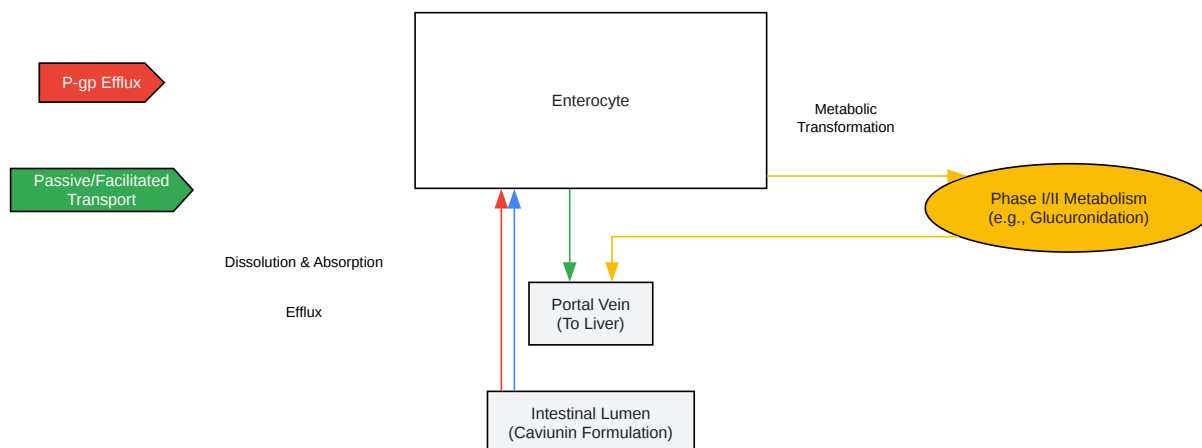 P-gp Efflux
Enterocyte
Metabolic
Transformation
Passive/Facilitated
Transport
Phase I/II Metabolism
(e.g., Glucuronidation)
Dissolution & Absorption
Efflux
Portal Vein
(To Liver)
Intestinal Lumen
(Caviunin Formulation)